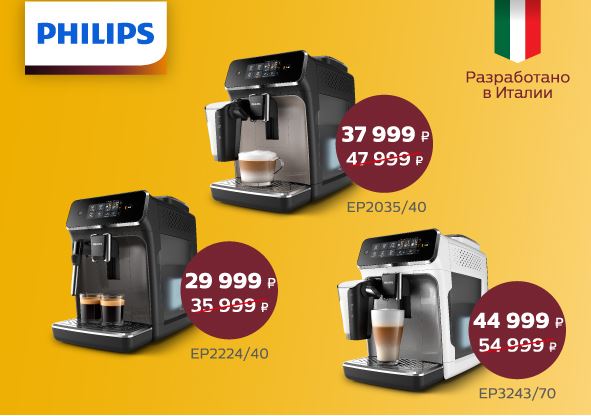 PHILIPS
Разработано
в Италии
37 999 ₽
47 999 ₽
EP2035/40
29 999 ₽
35 999 ₽
EP2224/40
44 999 ₽
54 999 ₽
EP3243/70